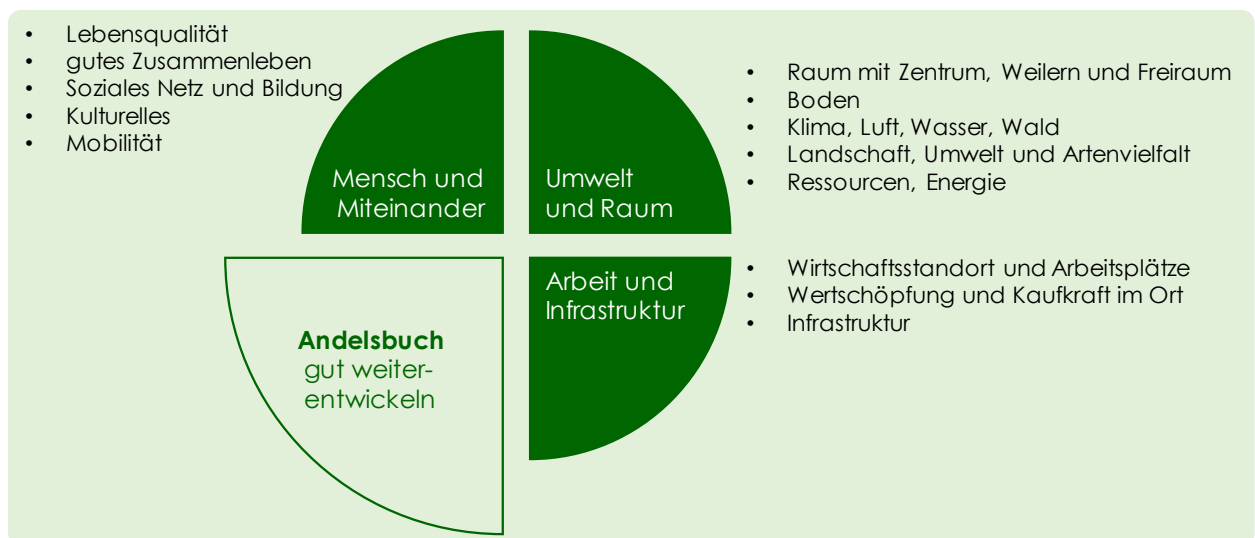 • Lebensqualität
• gutes Zusammenleben
• Soziales Netz und Bildung
• Kulturelles
• Mobilität
Mensch und
Miteinander
Umwelt
und Raum
• Raum mit Zentrum, Weilern und Freiraum
• Boden
• Klima, Luft, Wasser, Wald
• Landschaft, Umwelt und Artenvielfalt
• Ressourcen, Energie
Andelsbuch
gut weiter-
entwickeln
Arbeit und
Infrastruktur
• Wirtschaftsstandort und Arbeitsplätze
• Wertschöpfung und Kaufkraft im Ort
• Infrastruktur